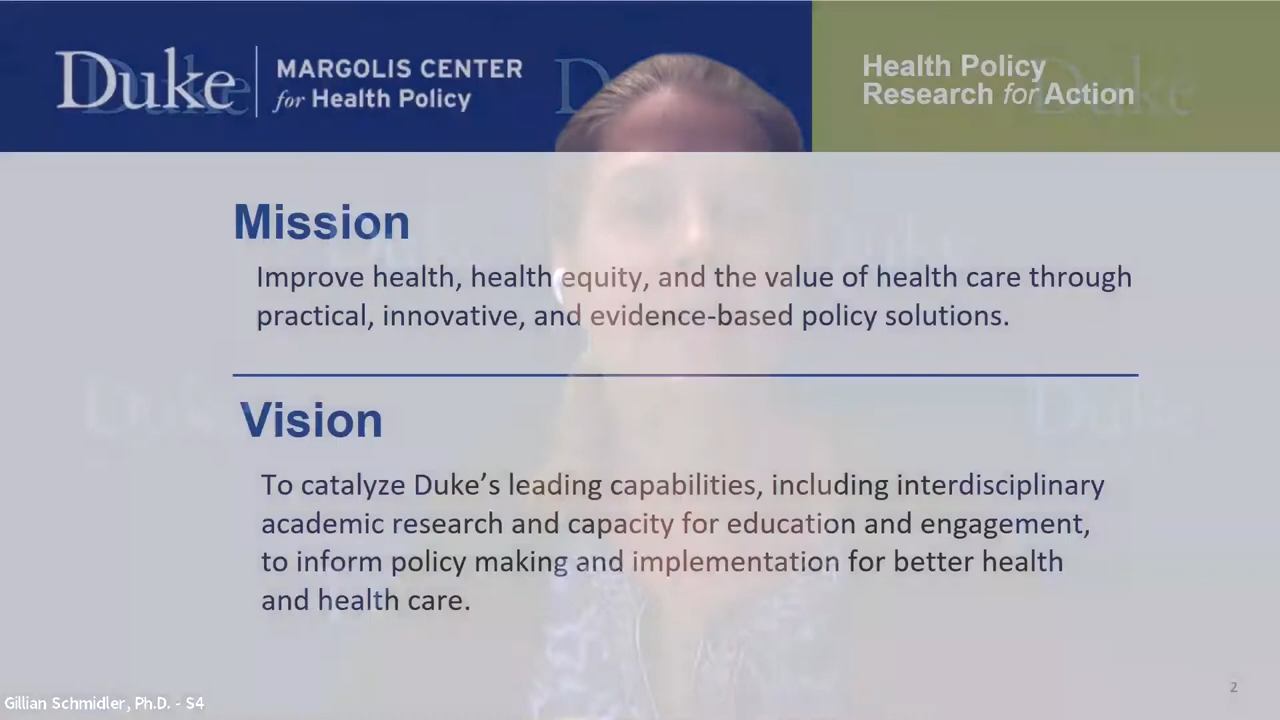 Duke
MARGOLIS CENTER
for Health Policy
Health Policy
Research for Action
Duke
Mission
Improve health, health equity, and the value of health care through
practical, innovative, and evidence-based policy solutions.
Vision
To catalyze Duke’s leading capabilities, including interdisciplinary
academic research and capacity for education and engagement,
to inform policy making and implementation for better health
and health care.
Duke
Gillian Schmidler, Ph.D. - S4
2